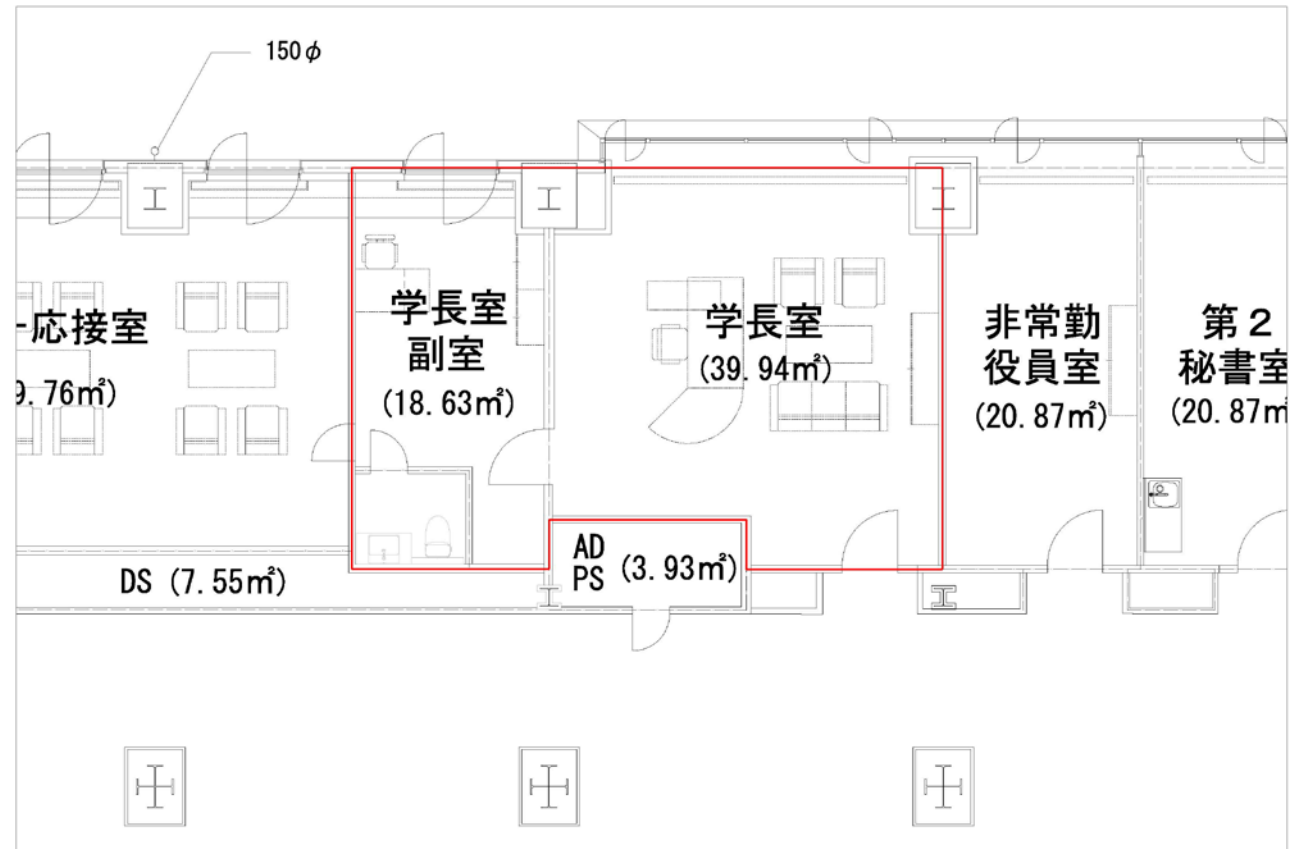 150φ
応接室
9.76㎡)
学長室
副室
(18.63㎡)
学長室
(39.94㎡)
非常勤
役員室
(20.87㎡)
第2
秘書室
(20.87㎡
DS (7.55㎡)
AD
PS (3.93㎡)